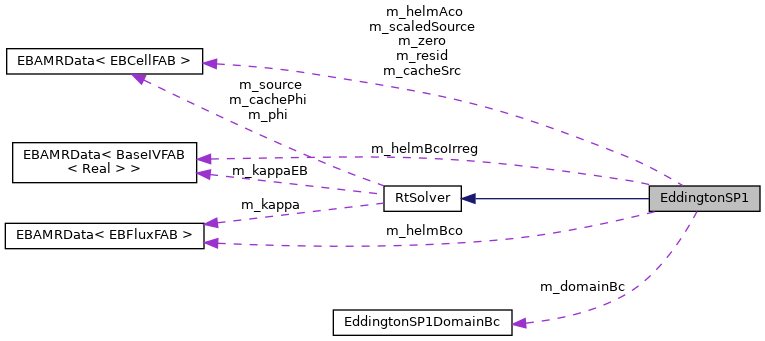 m_helmAco
m_scaledSource
m_zero
m_resid
m_cacheSrc
EBAMRData< EBCellFAB >
m_source
m_cachePhi
m_phi
EBAMRData< BaseIVFAB
< Real > >
m_helmBcoIrreg
m_kappaEB
RtSolver
EddingtonSP1
m_kappa
EBAMRData< EBFluxFAB >
m_helmBco
m_domainBc
EddingtonSP1DomainBc